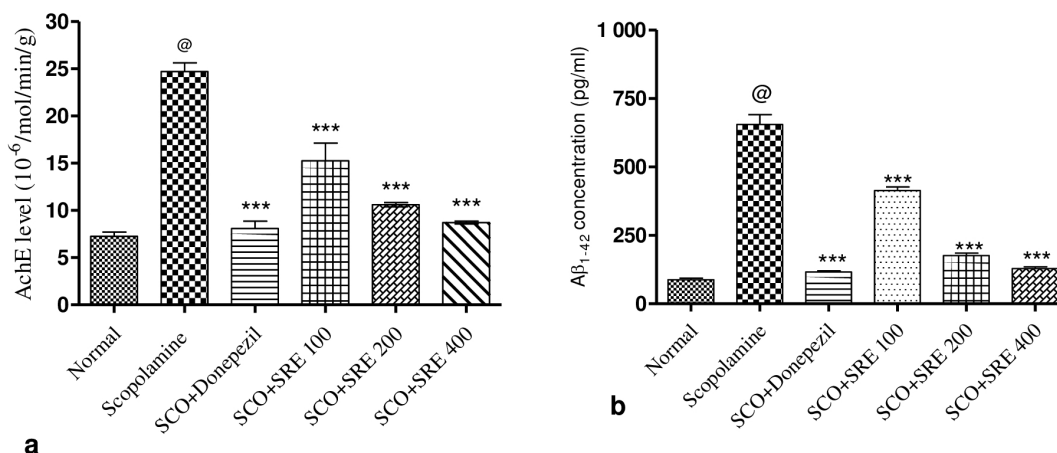 AchE level (10-6/mol/min/g)
30
25
20
15
10
5
0
@
***
***
***
***
Normal
Scopolamine
SCO+Donepezil
SCO+SRE 100
SCO+SRE 200
SCO+SRE 400
a
Aβ1-42 concentration (pg/ml)
1 000
750
500
250
0
@
***
***
***
***
Normal
Scopolamine
SCO+Donepezil
SCO+SRE 100
SCO+SRE 200
SCO+SRE 400
b